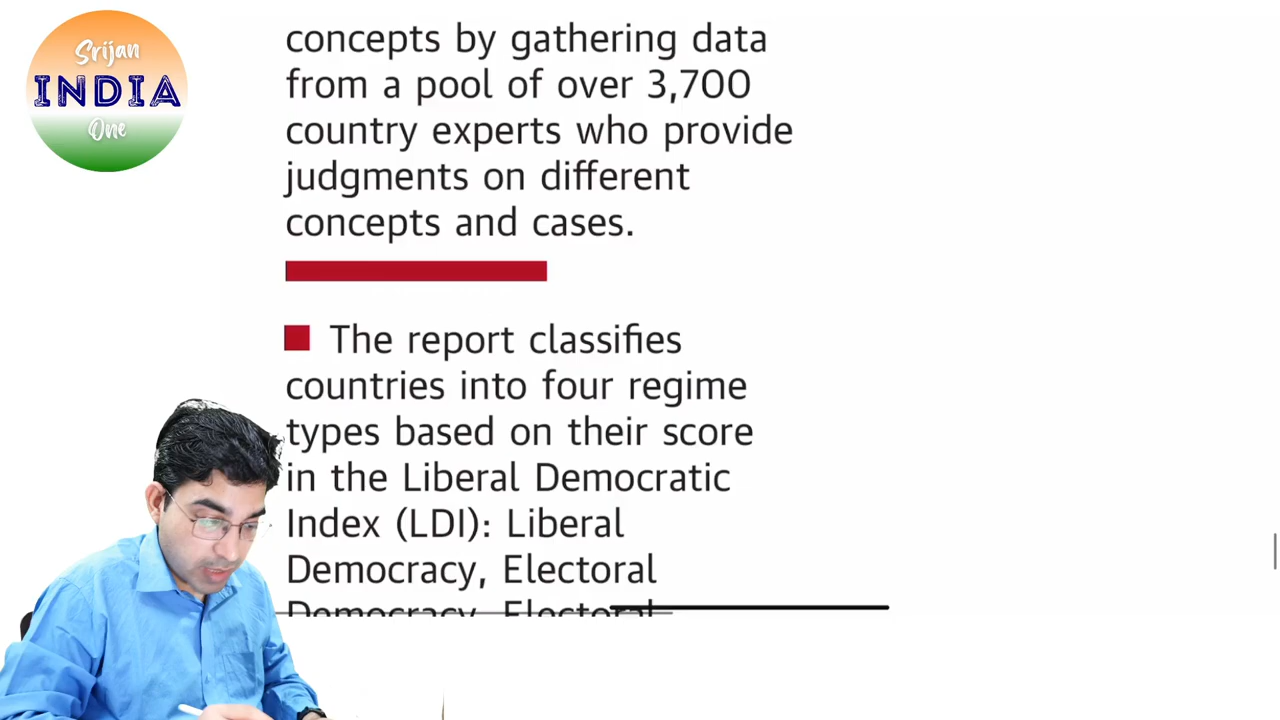 Srijan
INDIA
One
concepts by gathering data
from a pool of over 3,700
country experts who provide
judgments on different
concepts and cases.
The report classifies
countries into four regime
types based on their score
in the Liberal Democratic
Index (LDI): Liberal
Democracy, Electoral
Democracy, Electoral